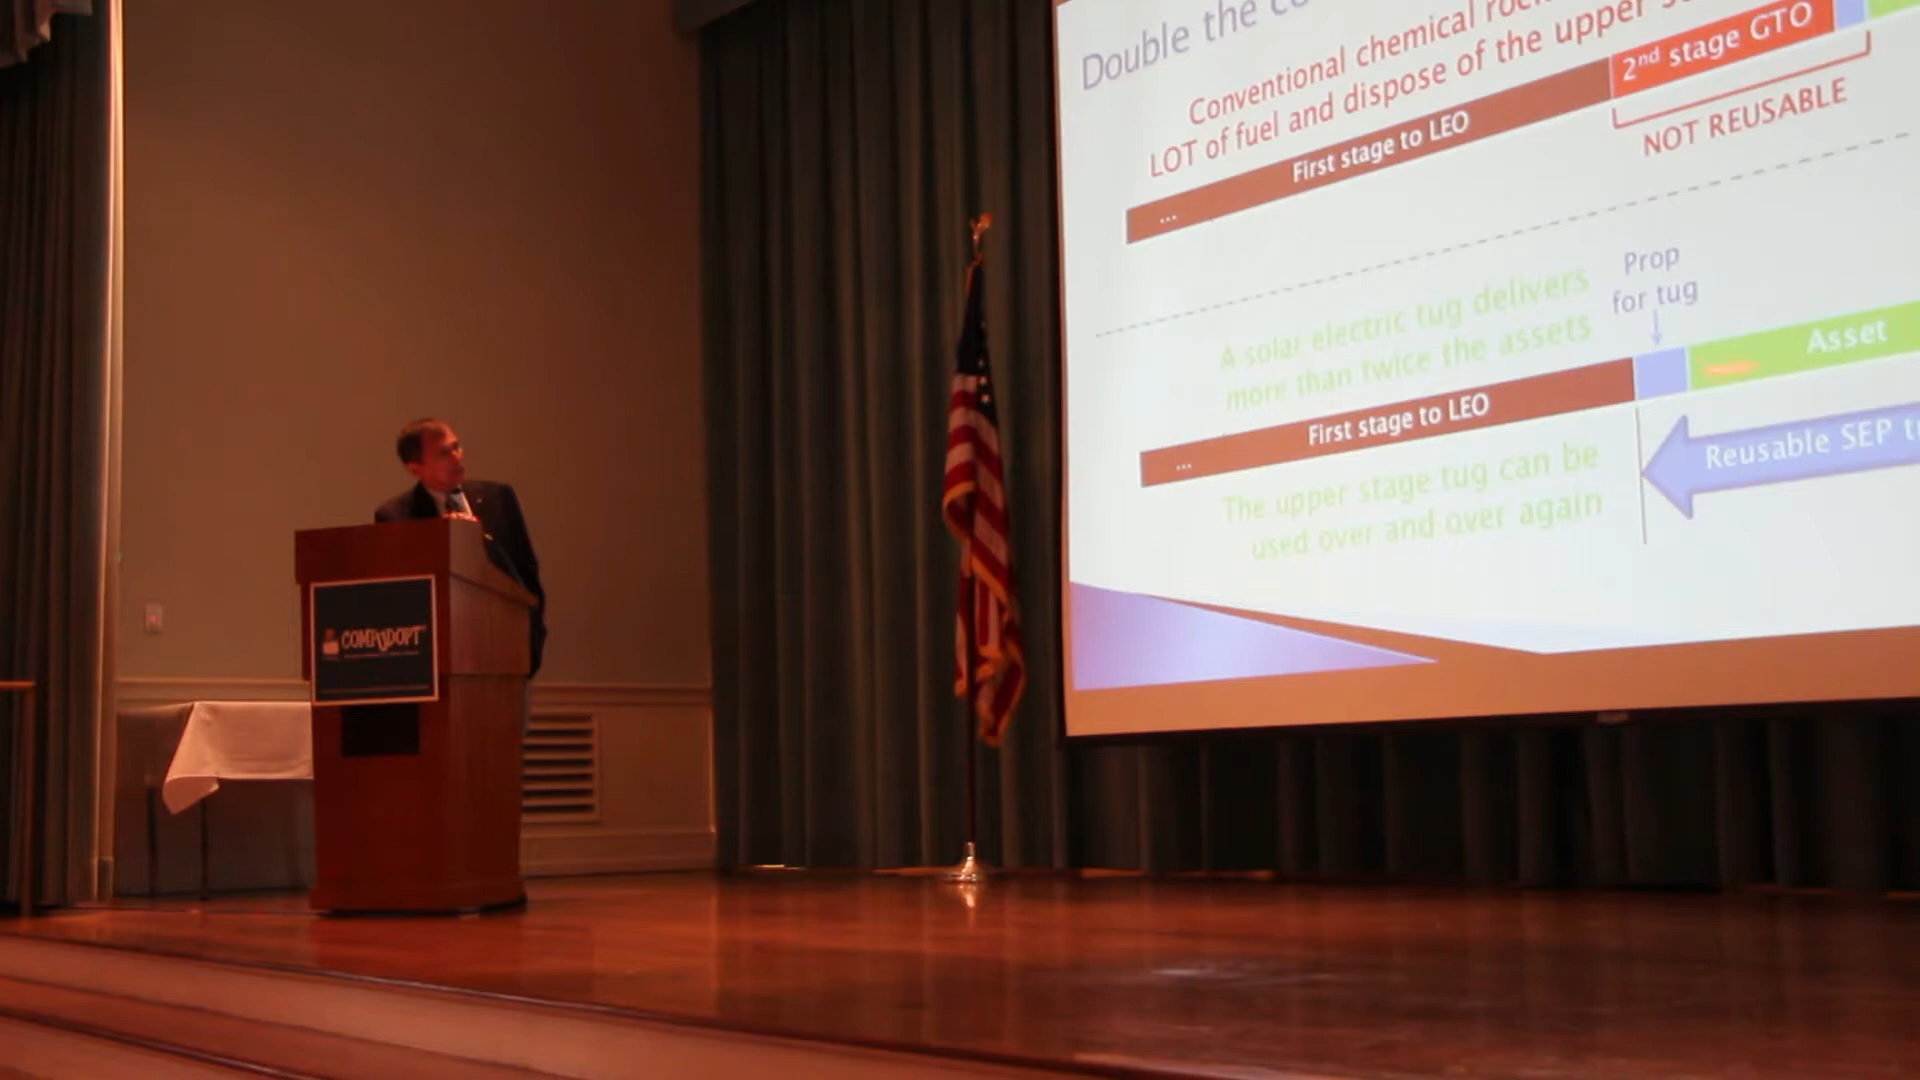 Double the
Conventional chemical
LOT of fuel and dispose of the upper
2nd stage GTO
First stage to LEO
...
NOT REUSABLE
Prop
for tug
A solar electric tug delivers
more than twice the assets
Asset
First stage to LEO
...
Reusable SEP
The upper stage tug can be
used over and over again
COMPUDOPT